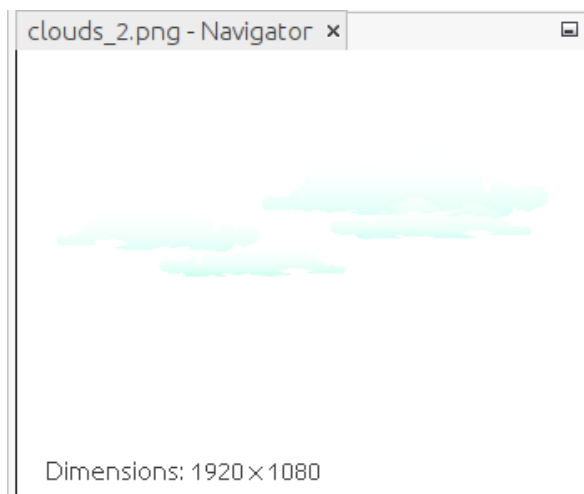 clouds_2.png - Navigator ×
Dimensions: 1920×1080